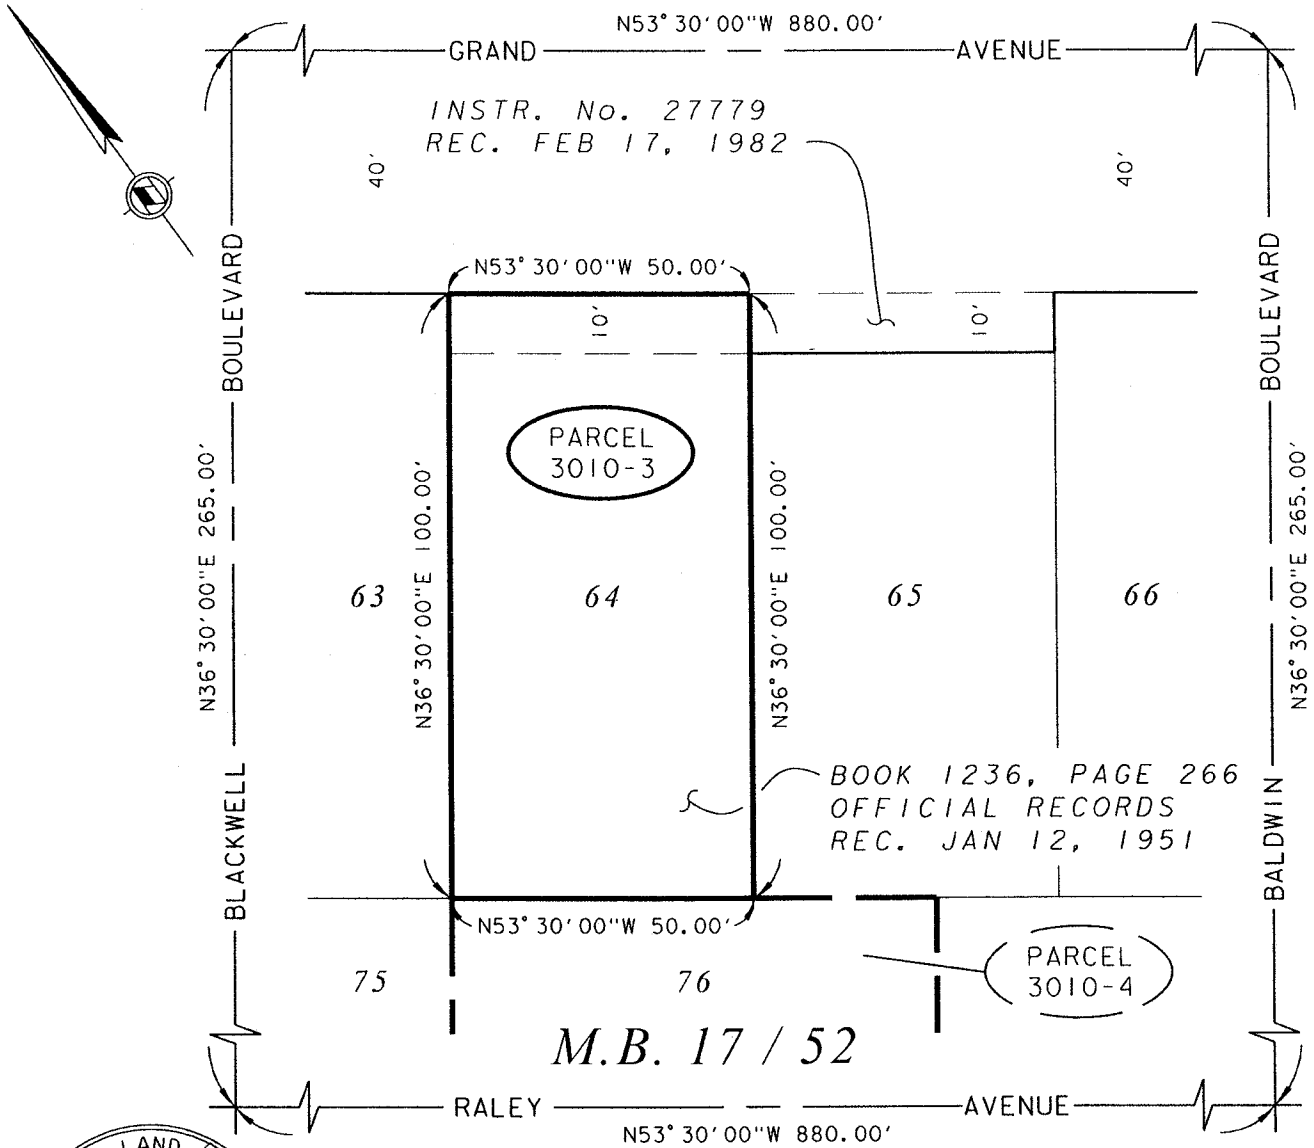 N53°30'00"W 880.00'
GRAND AVENUE
INSTR. No. 27779
REC. FEB 17, 1982
40'
40'
BOULEVARD
BOULEVARD
N53°30'00"W 50.00'
10'
10'
PARCEL
3010-3
N36°30'00"E 265.00'
N36°30'00"E 100.00'
N36°30'00"E 100.00'
N36°30'00"E 265.00'
63
64
65
66
BOOK 1236, PAGE 266
OFFICIAL RECORDS
REC. JAN 12, 1951
BLACKWELL
BALDWIN
N53°30'00"W 50.00'
75
76
PARCEL
3010-4
M.B. 17 / 52
RALEY AVENUE
N53°30'00"W 880.00'
LAND